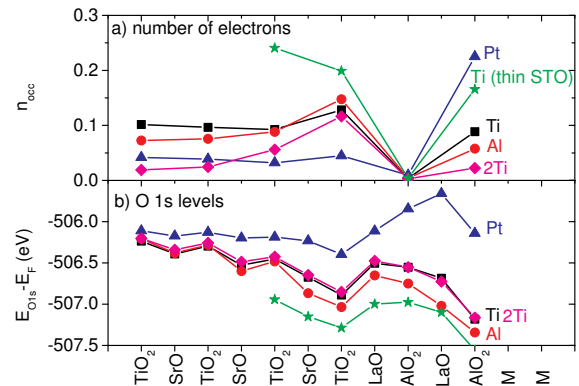 a) number of electrons
n_occ
0.3
0.2
0.1
0.0
Pt
Ti (thin STO)
Ti
Al
2Ti
b) O 1s levels
E_O1s-E_F (eV)
-506.0
-506.5
-507.0
-507.5
Pt
Ti 2Ti
Al
TiO₂ SrO TiO₂ SrO TiO₂ SrO TiO₂ LaO AlO₂ LaO AlO₂ M M